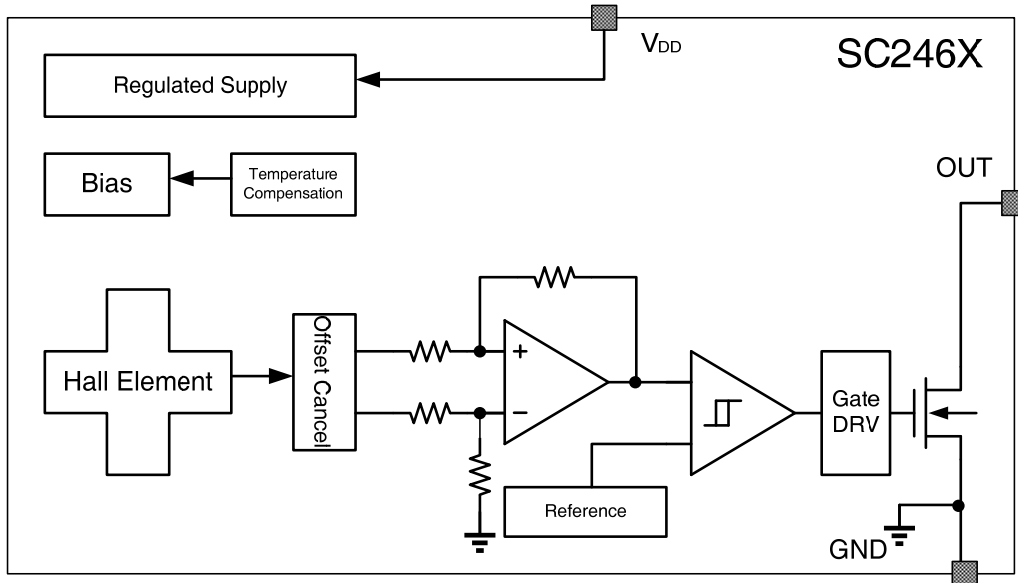 VDD
SC246X
Regulated Supply
Bias
Temperature
Compensation
OUT
Hall Element
Offset Cancel
+
−
Gate
DRV
Reference
GND